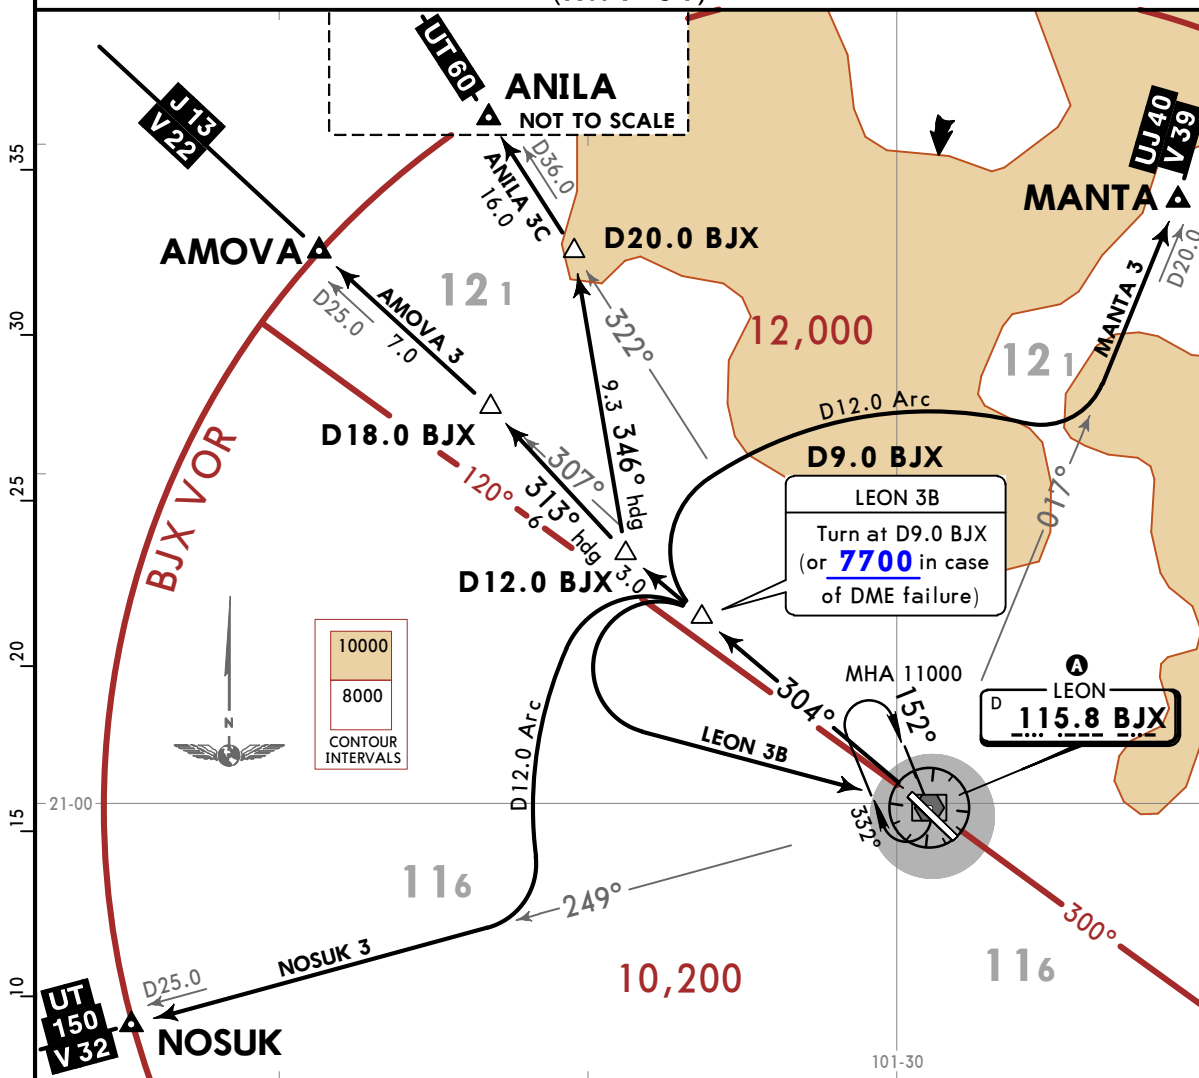 UT 60
ANILA
NOT TO SCALE
J 13
V 22
UJ 40
V 39
35
D36.0
ANILA 3C
16.0
MANTA
AMOVA
D20.0 BJX
D20.0
12 1
AMOVA 3
D25.0
7.0
30
322°
12,000
MANTA 3
12 1
9.3 346° hdg
D12.0 Arc
D18.0 BJX
BJX VOR
307°
D9.0 BJX
120°
6
313° hdg
25
017°
LEON 3B
Turn at D9.0 BJX
(or 7700 in case
of DME failure)
D12.0 BJX
3.0
20
10000
8000
CONTOUR
INTERVALS
N
MHA 11000
A
LEON
D 115.8 BJX
304°
152°
D12.0 Arc
LEON 3B
21-00
15
332°
116
249°
300°
NOSUK 3
D25.0
10,200
116
10
UT
150
V 32
NOSUK
101-30